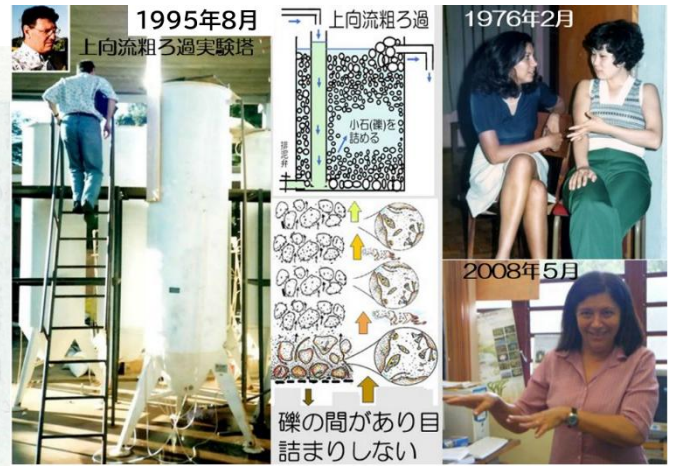 1995年8月
上向流粗ろ過実験塔
上向流粗ろ過
小石(礫)を
詰める
排泥弁
礫の間があり目
詰まりしない
1976年2月
2008年5月